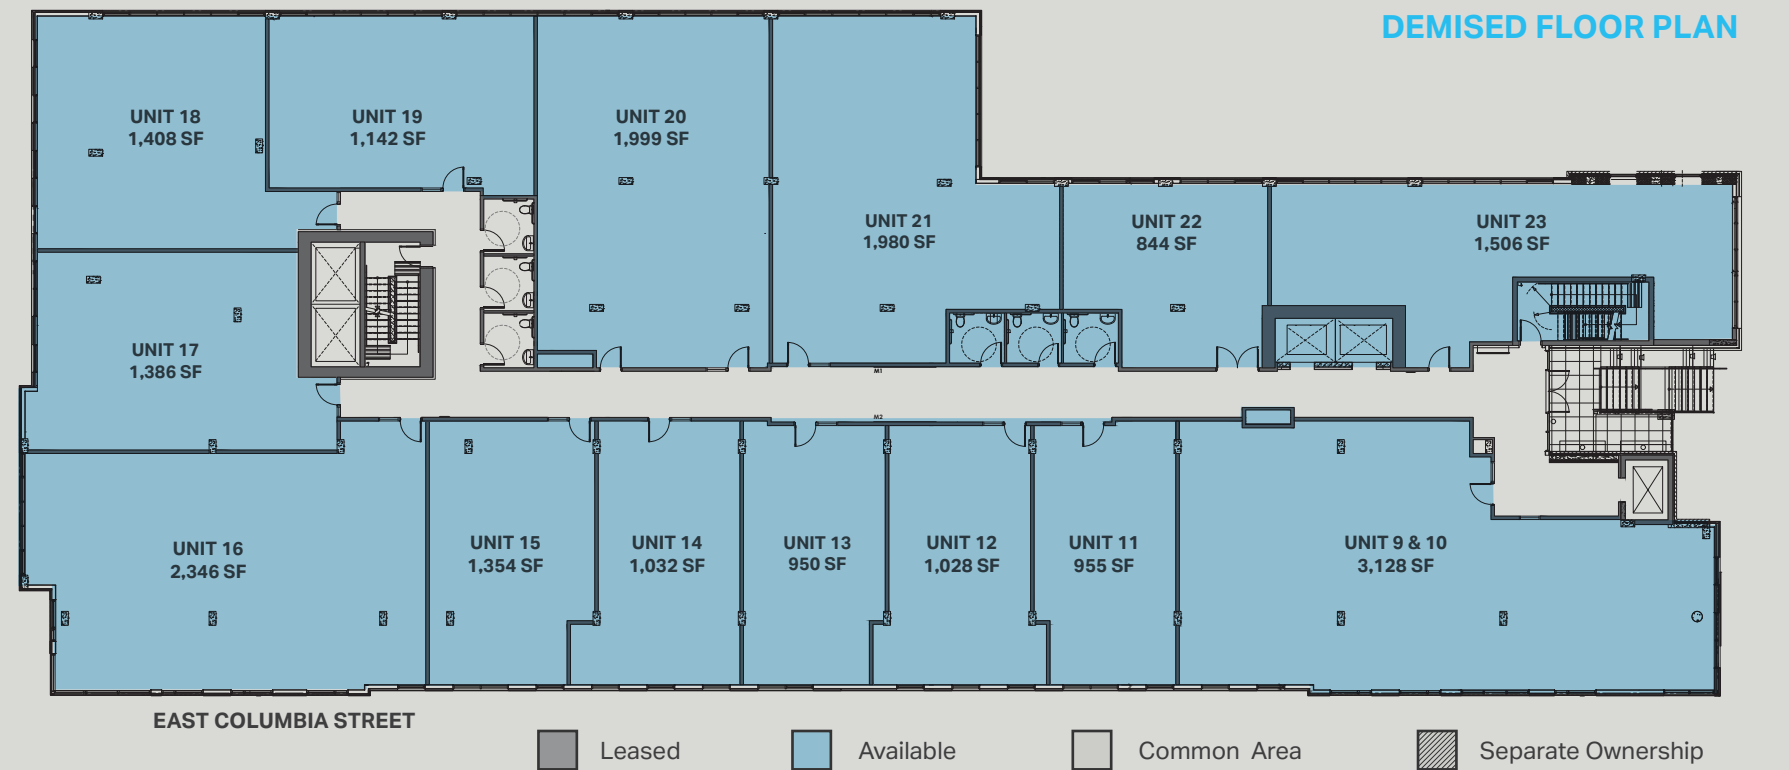 DEMISED FLOOR PLAN
UNIT 18
1,408 SF
UNIT 19
1,142 SF
UNIT 20
1,999 SF
UNIT 21
1,980 SF
UNIT 22
844 SF
UNIT 23
1,506 SF
UNIT 17
1,386 SF
M1
M2
UNIT 16
2,346 SF
UNIT 15
1,354 SF
UNIT 14
1,032 SF
UNIT 13
950 SF
UNIT 12
1,028 SF
UNIT 11
955 SF
UNIT 9 & 10
3,128 SF
EAST COLUMBIA STREET
Leased
Available
Common Area
Separate Ownership